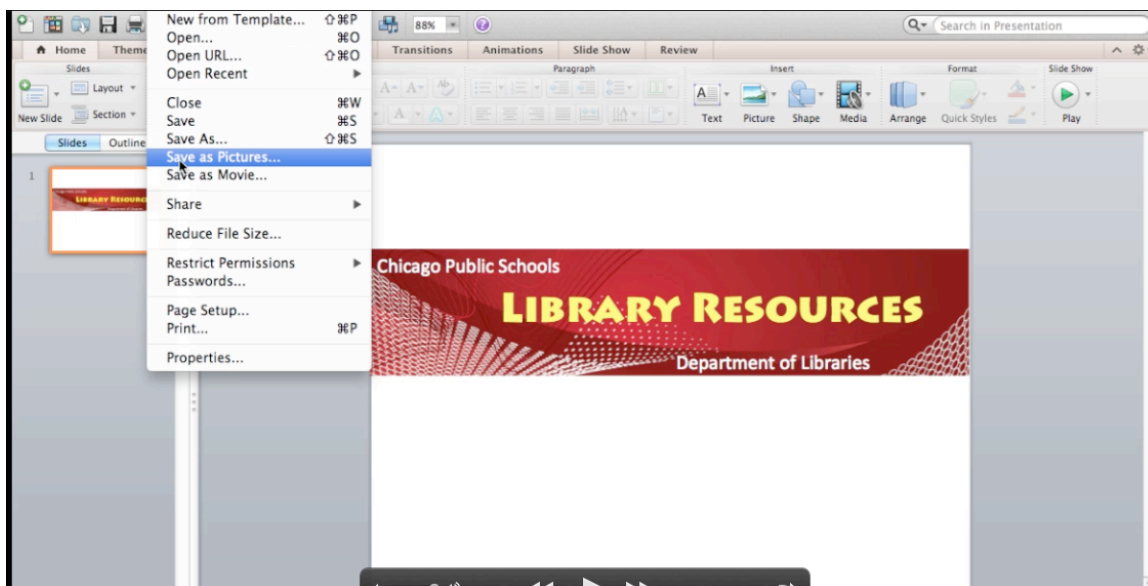 88%
Search in Presentation
Home
Theme
Transitions
Animations
Slide Show
Review
Slides
Paragraph
Insert
Format
Slide Show
New Slide
Layout
Section
Text
Picture
Shape
Media
Arrange
Quick Styles
Play
Slides
Outline
New from Template... ⇧⌘P
Open... ⌘O
Open URL... ⇧⌘O
Open Recent
Close ⌘W
Save ⌘S
Save As... ⇧⌘S
Save as Pictures...
Save as Movie...
Share
Reduce File Size...
Restrict Permissions
Passwords...
Page Setup...
Print... ⌘P
Properties...
1
Library Resourc
Chicago Public Schools
Library Resources
Department of Libraries